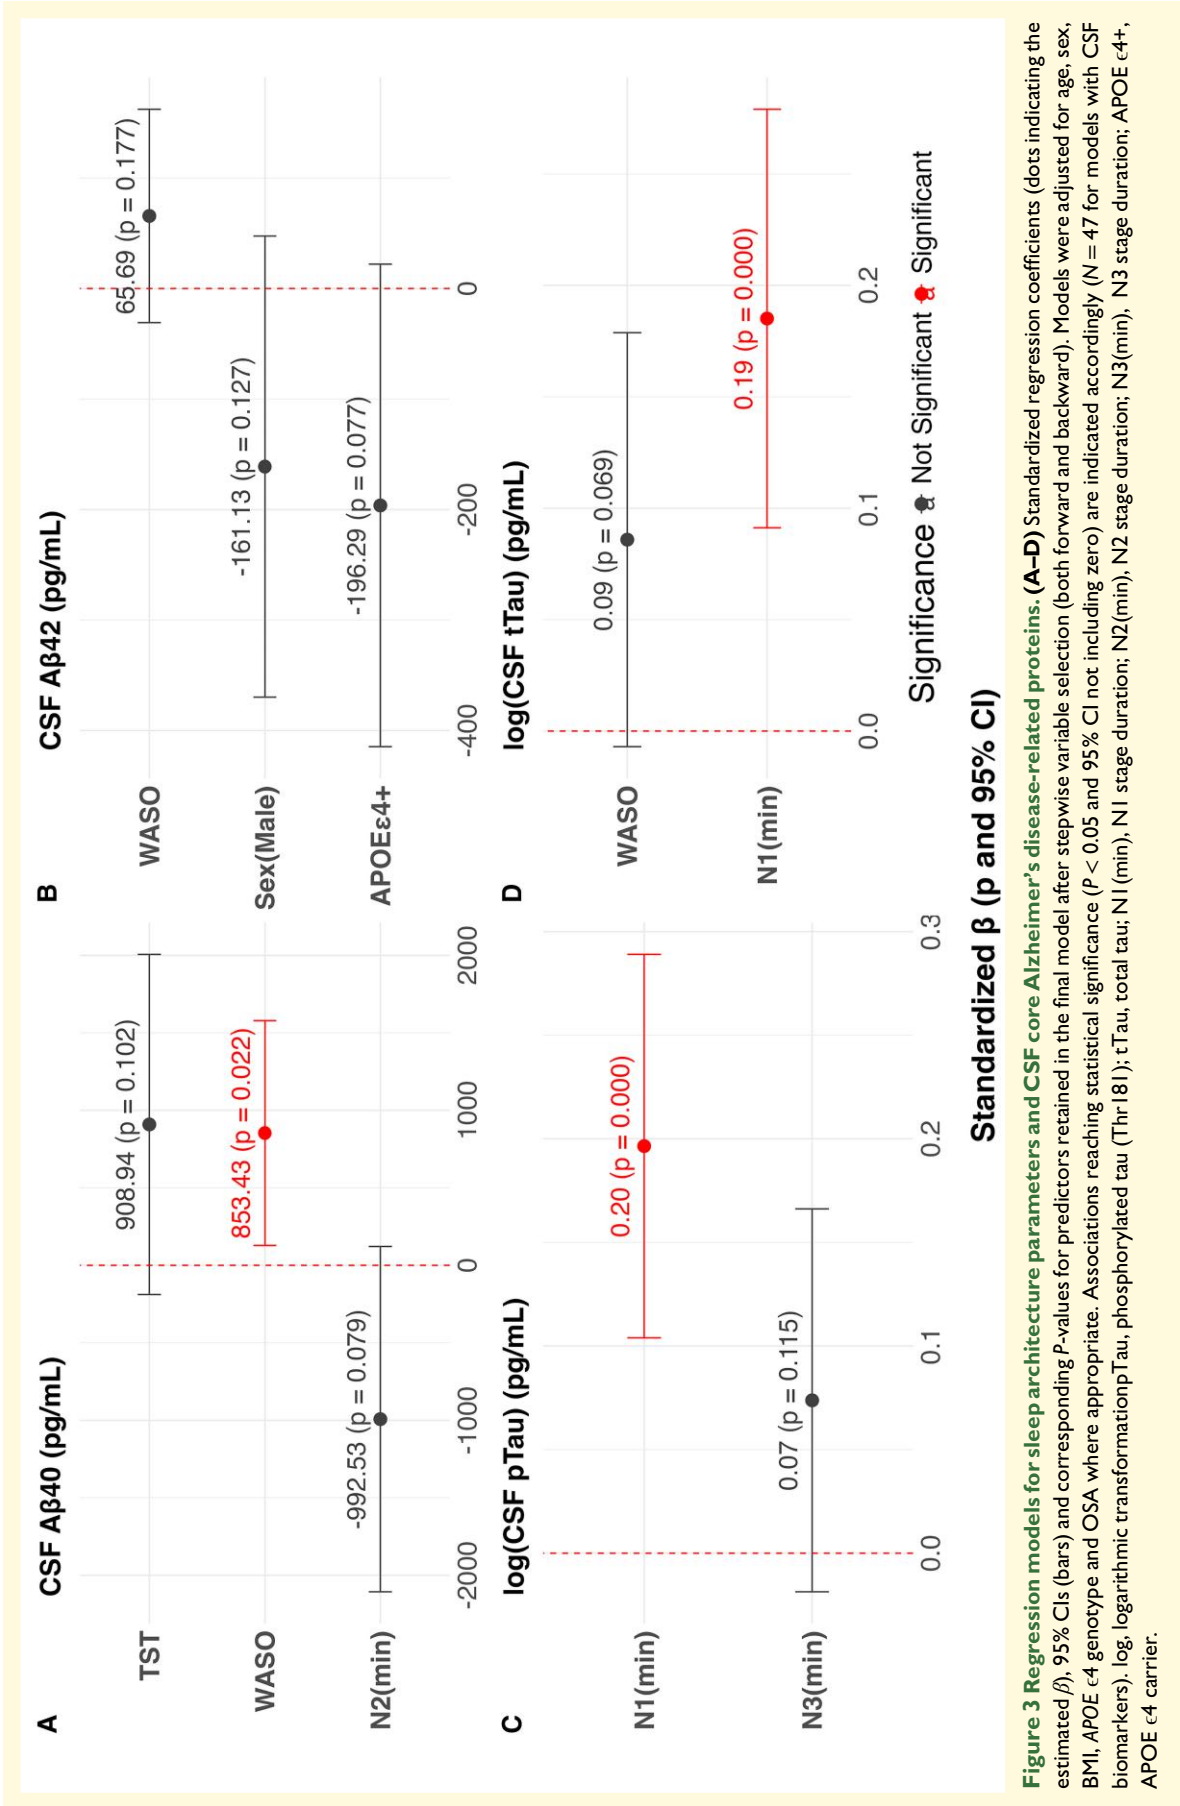 A
CSF Aβ40 (pg/mL)
TST
908.94 (p = 0.102)
WASO
853.43 (p = 0.022)
N2(min)
-992.53 (p = 0.079)
-2000
-1000
0
1000
2000
B
CSF Aβ42 (pg/mL)
WASO
65.69 (p = 0.177)
Sex(Male)
-161.13 (p = 0.127)
APOEε4+
-196.29 (p = 0.077)
-400
-200
0
C
log(CSF pTau) (pg/mL)
N1(min)
0.20 (p = 0.000)
N3(min)
0.07 (p = 0.115)
0.0
0.1
0.2
0.3
D
log(CSF tTau) (pg/mL)
WASO
0.09 (p = 0.069)
N1(min)
0.19 (p = 0.000)
0.0
0.1
0.2
Significance a Not Significant a Significant
Standardized β (p and 95% CI)
Figure 3 Regression models for sleep architecture parameters and CSF core Alzheimer's disease-related proteins. (A–D) Standardized regression coefficients (dots indicating the
estimated β), 95% CIs (bars) and corresponding P-values for predictors retained in the final model after stepwise variable selection (both forward and backward). Models were adjusted for age, sex,
BMI, APOE ϵ4 genotype and OSA where appropriate. Associations reaching statistical significance (P < 0.05 and 95% CI not including zero) are indicated accordingly (N = 47 for models with CSF
biomarkers). log, logarithmic transformationpTau, phosphorylated tau (Thr181); tTau, total tau; N1(min), N1 stage duration; N2(min), N2 stage duration; N3(min), N3 stage duration; APOE ϵ4+,
APOE ϵ4 carrier.